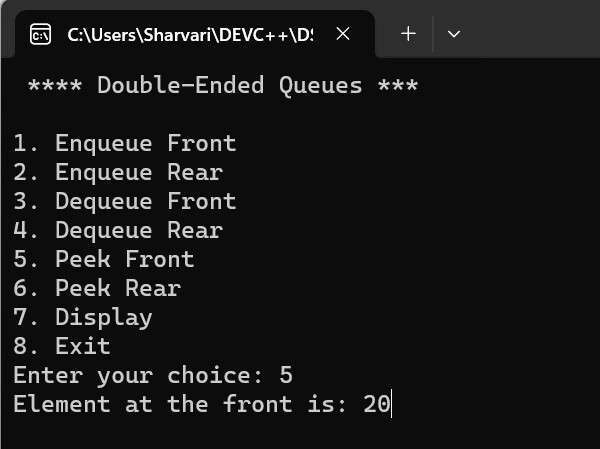 C:\Users\Sharvari\DEVC++\DS
**** Double-Ended Queues ***
1. Enqueue Front
2. Enqueue Rear
3. Dequeue Front
4. Dequeue Rear
5. Peek Front
6. Peek Rear
7. Display
8. Exit
Enter your choice: 5
Element at the front is: 20